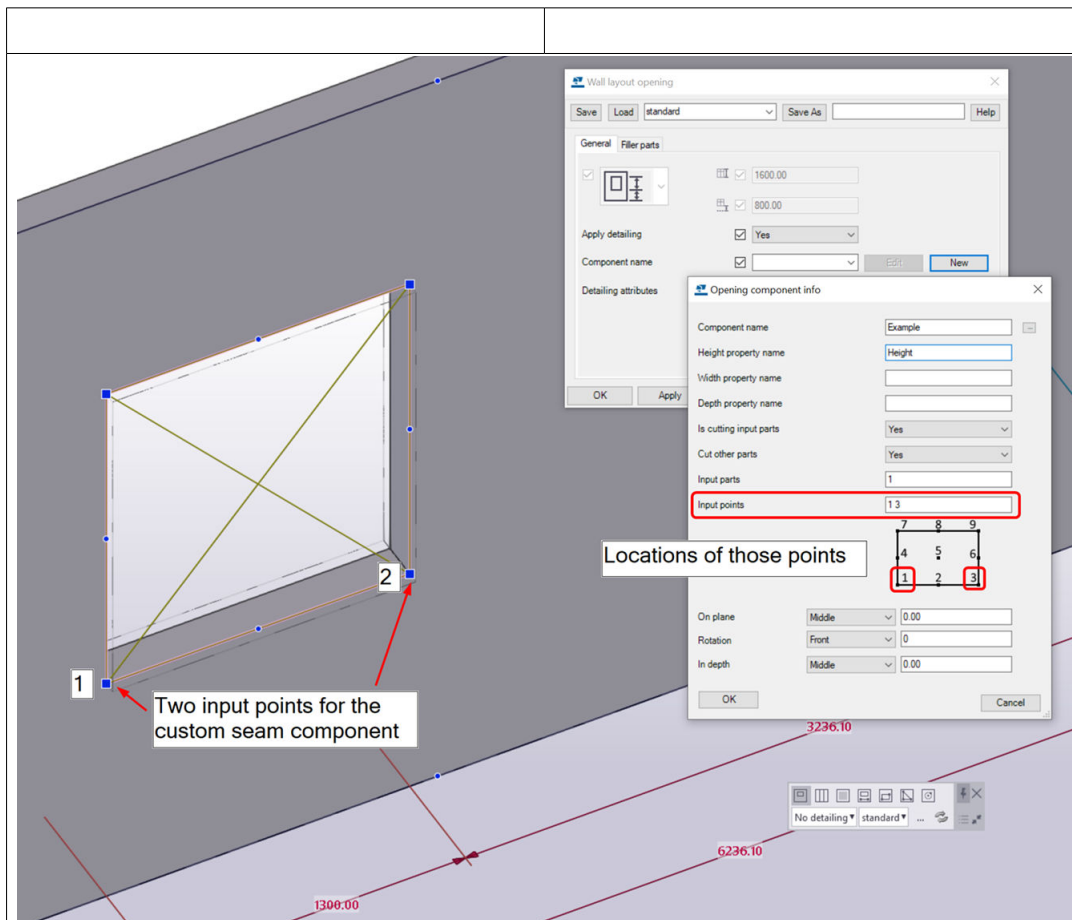 Wall layout opening
Save Load standard Save As Help
General Filler parts
1600.00
800.00
Apply detailing Yes
Component name Edit New
Detailing attributes
OK Apply
Opening component info
Component name Example ...
Height property name Height
Width property name
Depth property name
Is cutting input parts Yes
Cut other parts Yes
Input parts 1
Input points 1 3
7 8 9
4 5 6
1 2 3
Locations of those points
On plane Middle 0.00
Rotation Front 0
In depth Middle 0.00
OK Cancel
2
1
Two input points for the
custom seam component
3236.10
No detailing standard ...
6236.10
1300.00